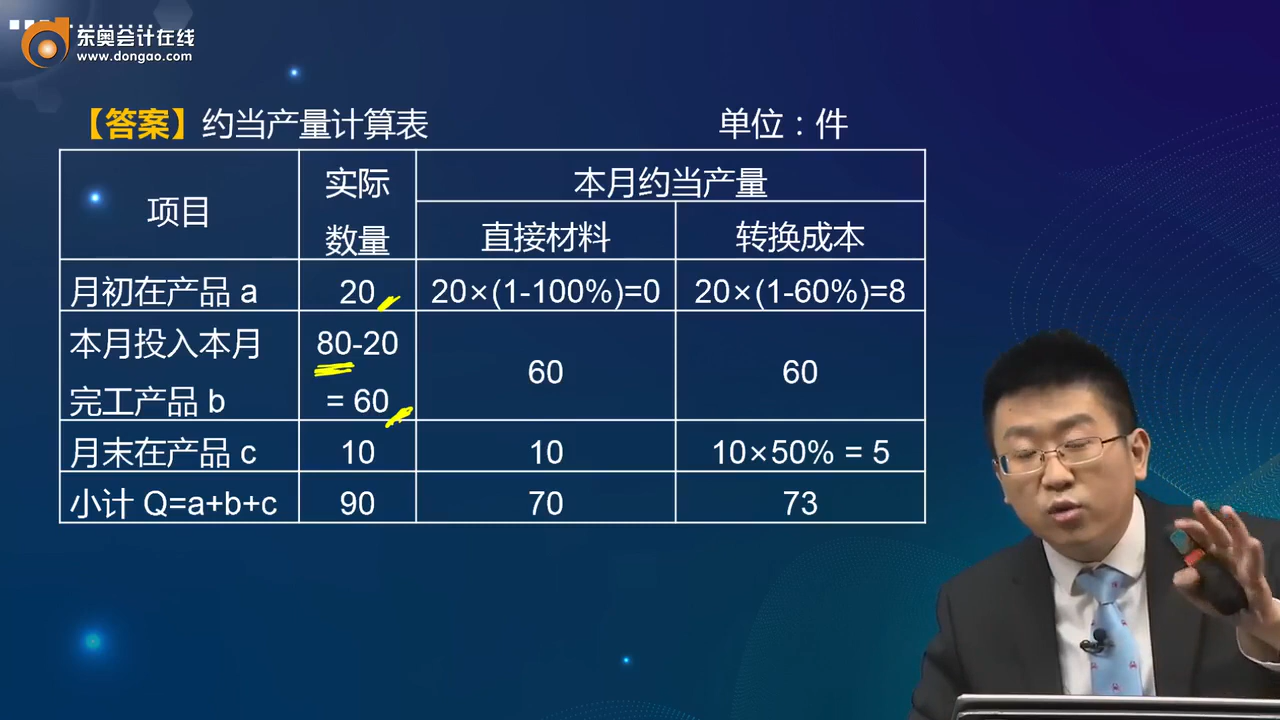 东奥会计在线
www.dongao.com
【答案】约当产量计算表 单位：件
项目 实际数量 本月约当产量
直接材料 转换成本
月初在产品 a 20 20×(1-100%)=0 20×(1-60%)=8
本月投入本月 80-20
完工产品 b = 60 60 60
月末在产品 c 10 10 10×50% = 5
小计 Q=a+b+c 90 70 73